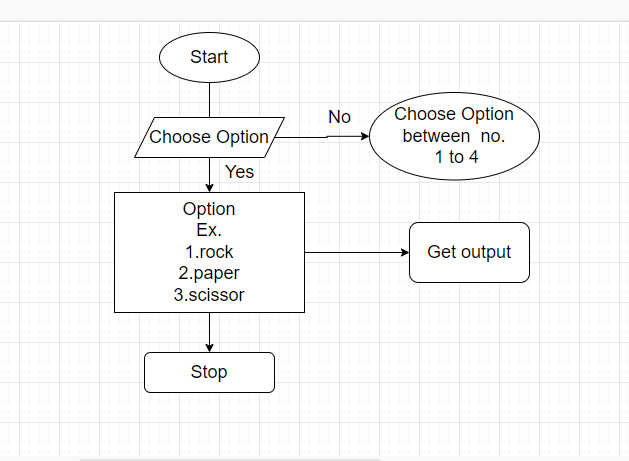 Start
Choose Option
No
Choose Option
between no.
1 to 4
Yes
Option
Ex.
1.rock
2.paper
3.scissor
Get output
Stop